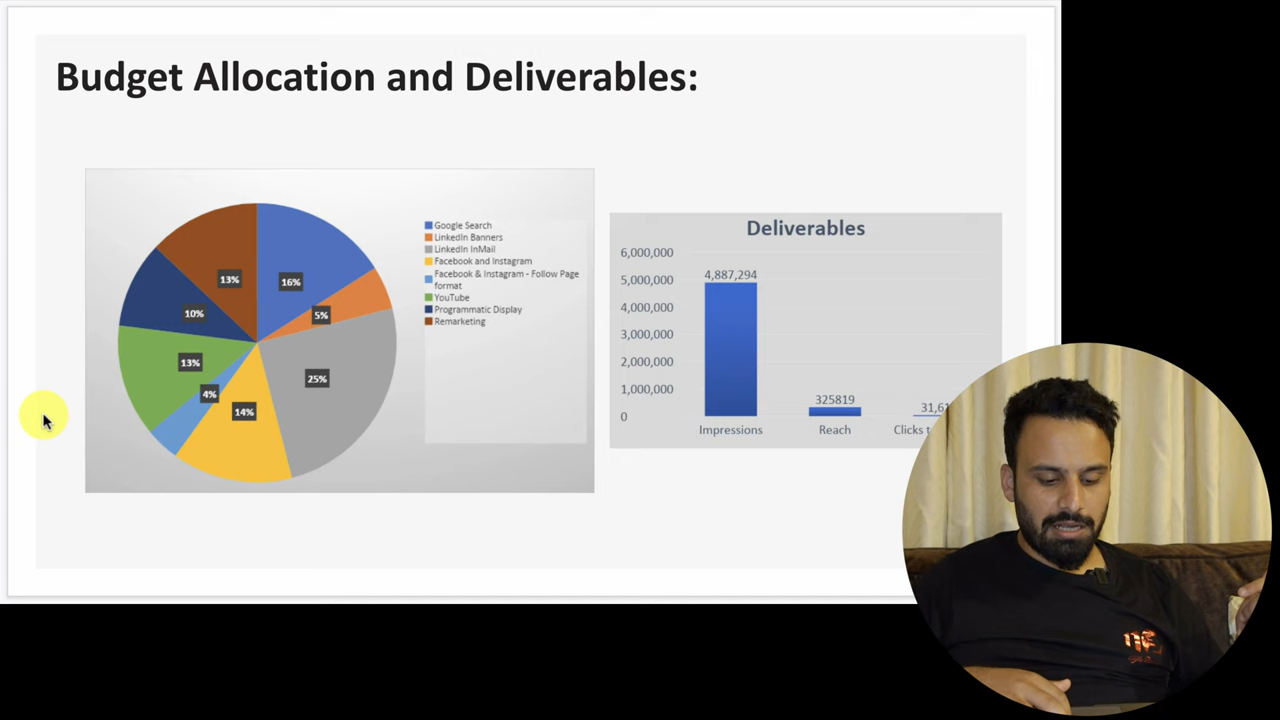 Budget Allocation and Deliverables:
13%
16%
10%
5%
13%
25%
4%
14%
Google Search
LinkedIn Banners
LinkedIn InMail
Facebook and Instagram
Facebook & Instagram - Follow Page
format
YouTube
Programmatic Display
Remarketing
Deliverables
6,000,000
5,000,000
4,000,000
3,000,000
2,000,000
1,000,000
0
4,887,294
325819
Impressions
Reach
Clicks